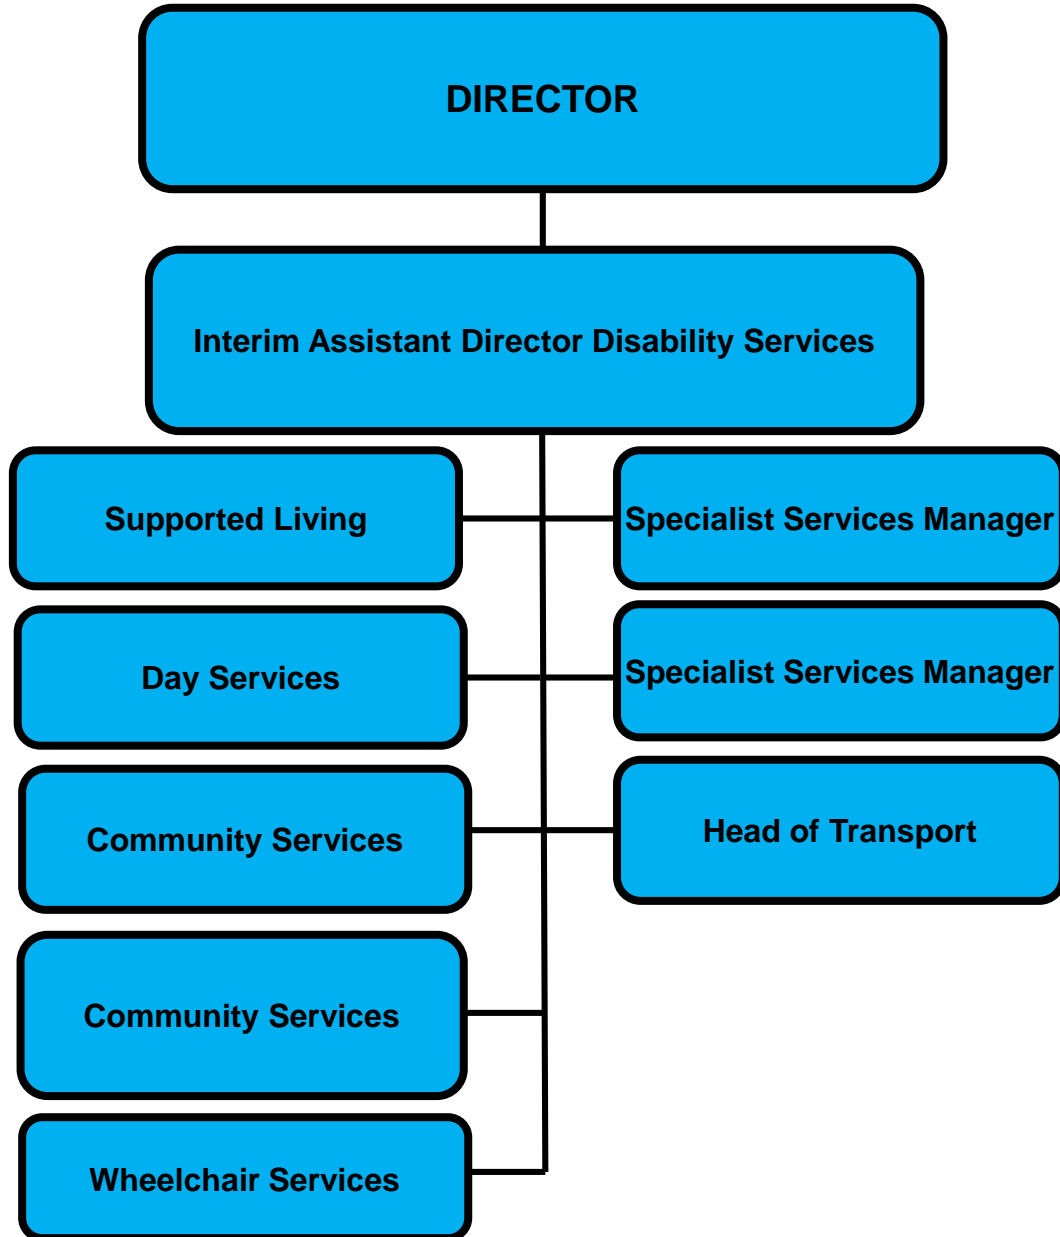 DIRECTOR
Interim Assistant Director Disability Services
Supported Living
Specialist Services Manager
Day Services
Specialist Services Manager
Community Services
Head of Transport
Community Services
Wheelchair Services